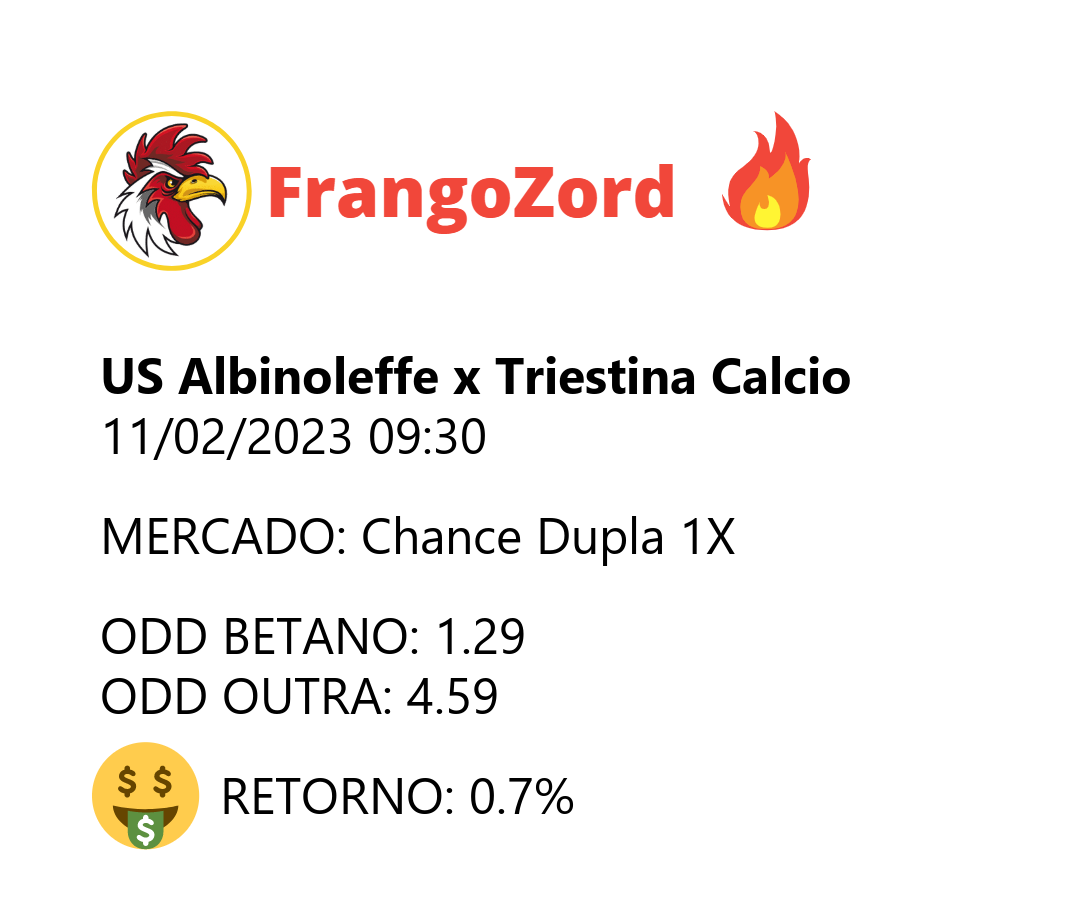 FrangoZord
US Albinoleffe x Triestina Calcio
11/02/2023 09:30
MERCADO: Chance Dupla 1X
ODD BETANO: 1.29
ODD OUTRA: 4.59
RETORNO: 0.7%